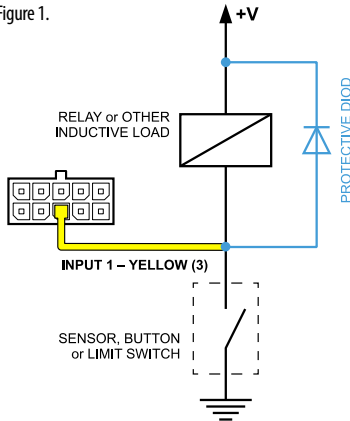 Figure 1.
+V
RELAY or OTHER
INDUCTIVE LOAD
PROTECTIVE DIOD
INPUT 1 – YELLOW (3)
SENSOR, BUTTON
or LIMIT SWITCH